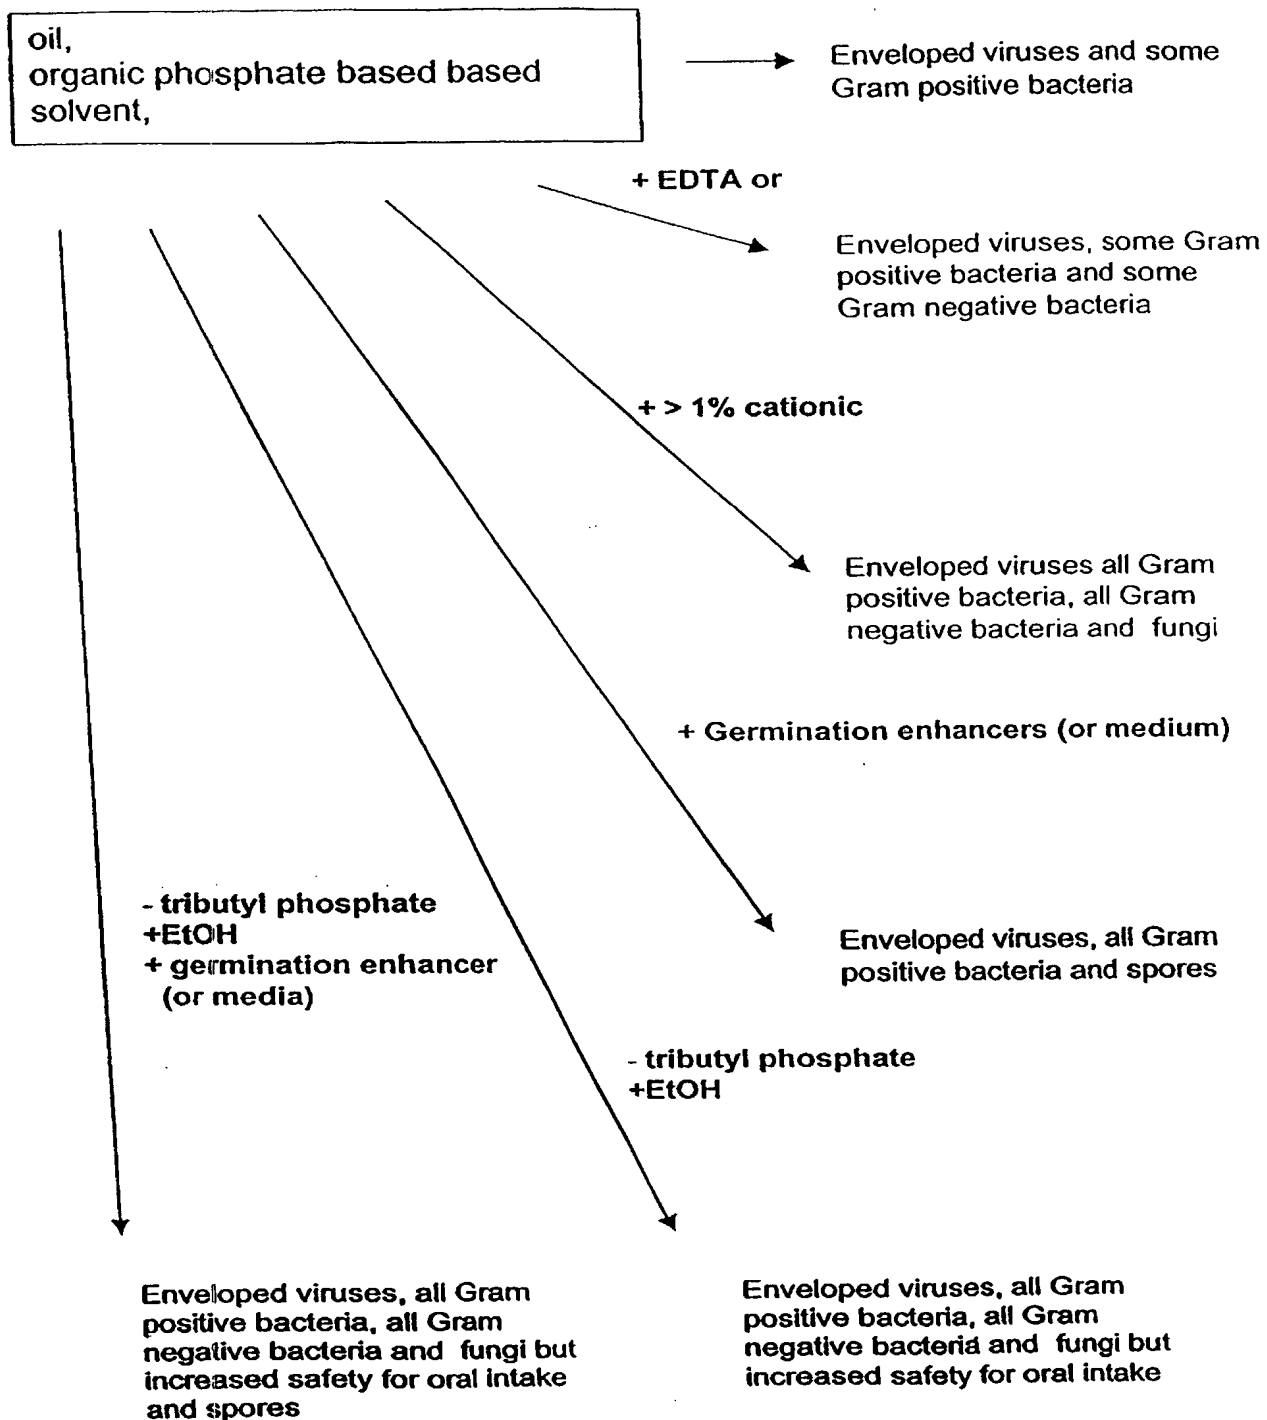 oil,
organic phosphate based based
solvent,
Enveloped viruses and some
Gram positive bacteria
+ EDTA or
Enveloped viruses, some Gram
positive bacteria and some
Gram negative bacteria
+ > 1% cationic
Enveloped viruses all Gram
positive bacteria, all Gram
negative bacteria and fungi
+ Germination enhancers (or medium)
Enveloped viruses, all Gram
positive bacteria and spores
- tributyl phosphate
+EtOH
+ germination enhancer
(or media)
- tributyl phosphate
+EtOH
Enveloped viruses, all Gram
positive bacteria, all Gram
negative bacteria and fungi but
increased safety for oral intake
and spores
Enveloped viruses, all Gram
positive bacteria, all Gram
negative bacteria and fungi but
increased safety for oral intake